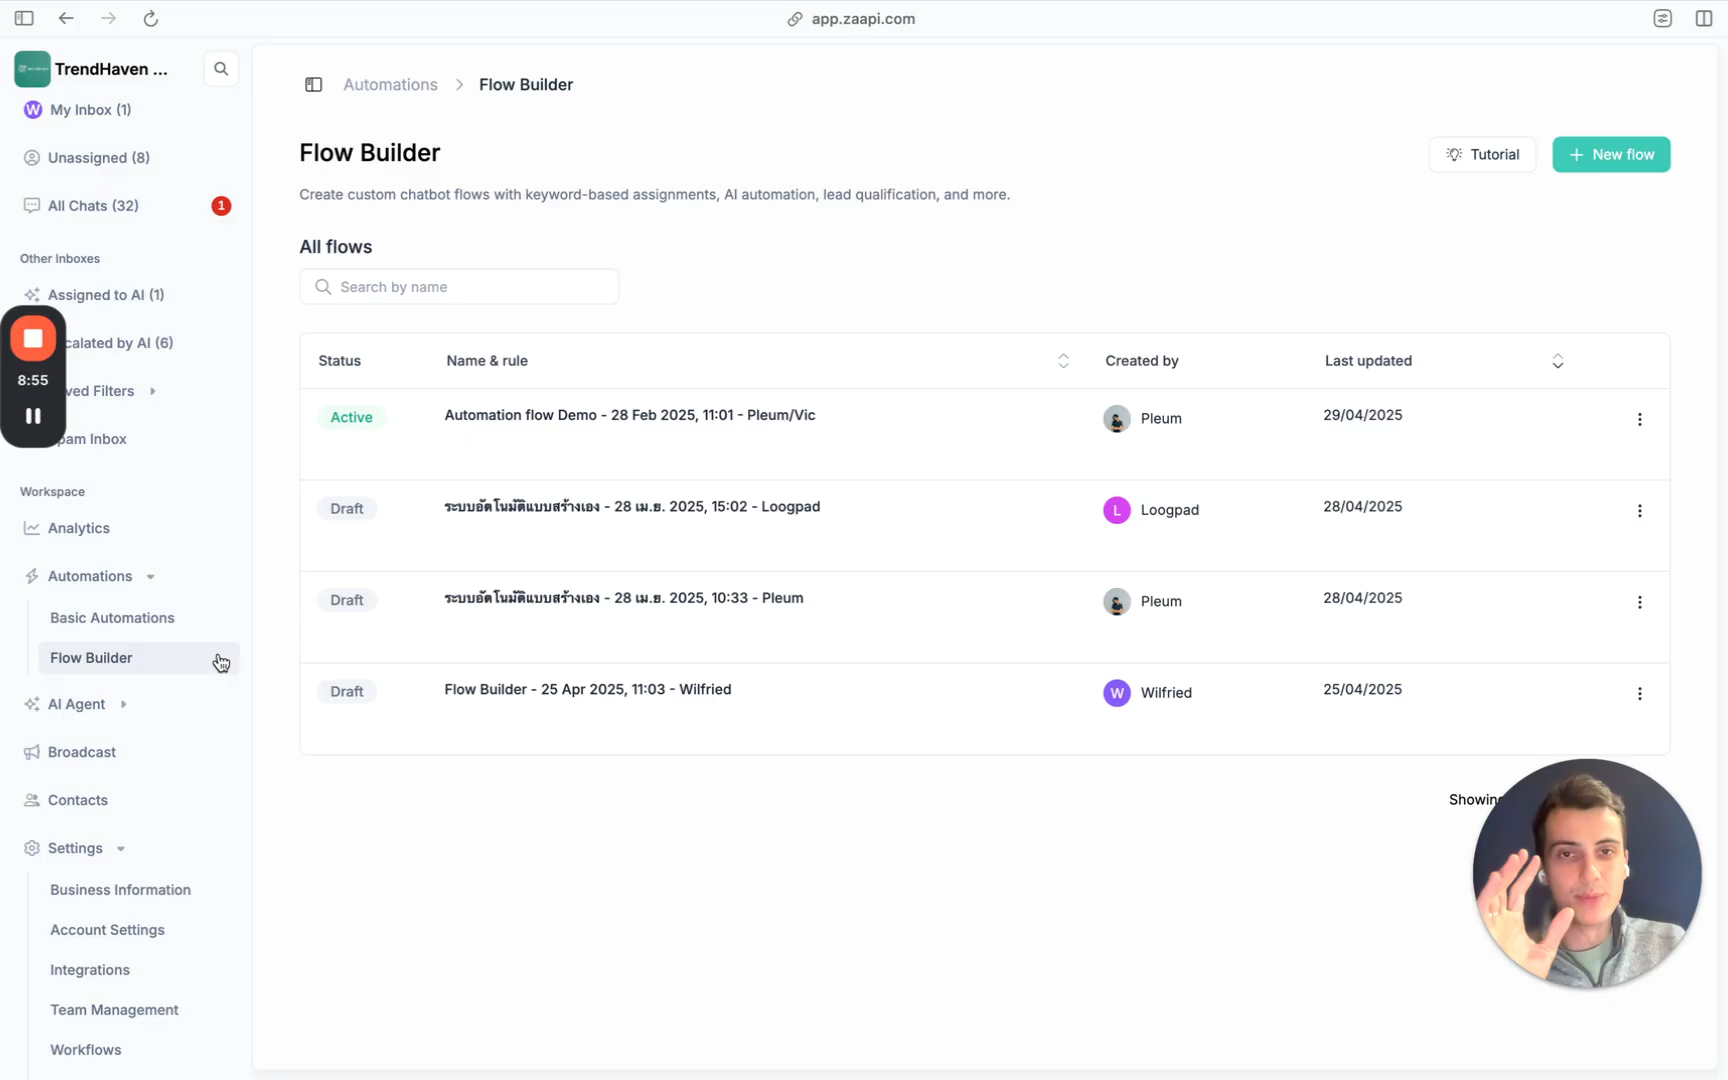 app.zaapi.com
TrendHaven ...
W My Inbox (1)
Unassigned (8)
All Chats (32) 1
Other Inboxes
Assigned to AI (1)
calated by AI (6)
ved Filters
pam Inbox
8:55
Workspace
Analytics
Automations
Basic Automations
Flow Builder
AI Agent
Broadcast
Contacts
Settings
Business Information
Account Settings
Integrations
Team Management
Workflows
Automations > Flow Builder
Flow Builder
Tutorial
+ New flow
Create custom chatbot flows with keyword-based assignments, AI automation, lead qualification, and more.
All flows
Search by name
Status Name & rule Created by Last updated
Active Automation flow Demo - 28 Feb 2025, 11:01 - Pleum/Vic Pleum 29/04/2025
Draft ระบบอัตโนมัติแบบสร้างเอง - 28 เม.ย. 2025, 15:02 - Loogpad L Loogpad 28/04/2025
Draft ระบบอัตโนมัติแบบสร้างเอง - 28 เม.ย. 2025, 10:33 - Pleum Pleum 28/04/2025
Draft Flow Builder - 25 Apr 2025, 11:03 - Wilfried W Wilfried 25/04/2025
Showing